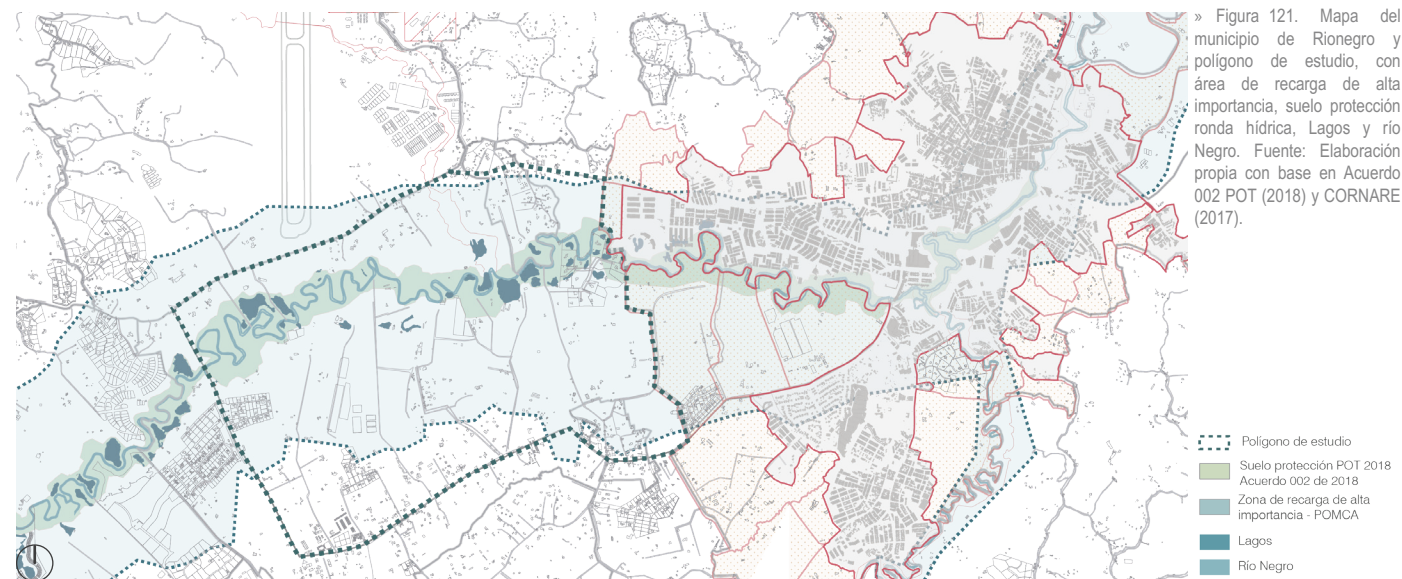 » Figura 121. Mapa del
municipio de Rionegro y
polígono de estudio, con
área de recarga de alta
importancia, suelo protección
ronda hídrica, Lagos y río
Negro. Fuente: Elaboración
propia con base en Acuerdo
002 POT (2018) y CORNARE
(2017).
Polígono de estudio
Suelo protección POT 2018
Acuerdo 002 de 2018
Zona de recarga de alta
importancia - POMCA
Lagos
Río Negro